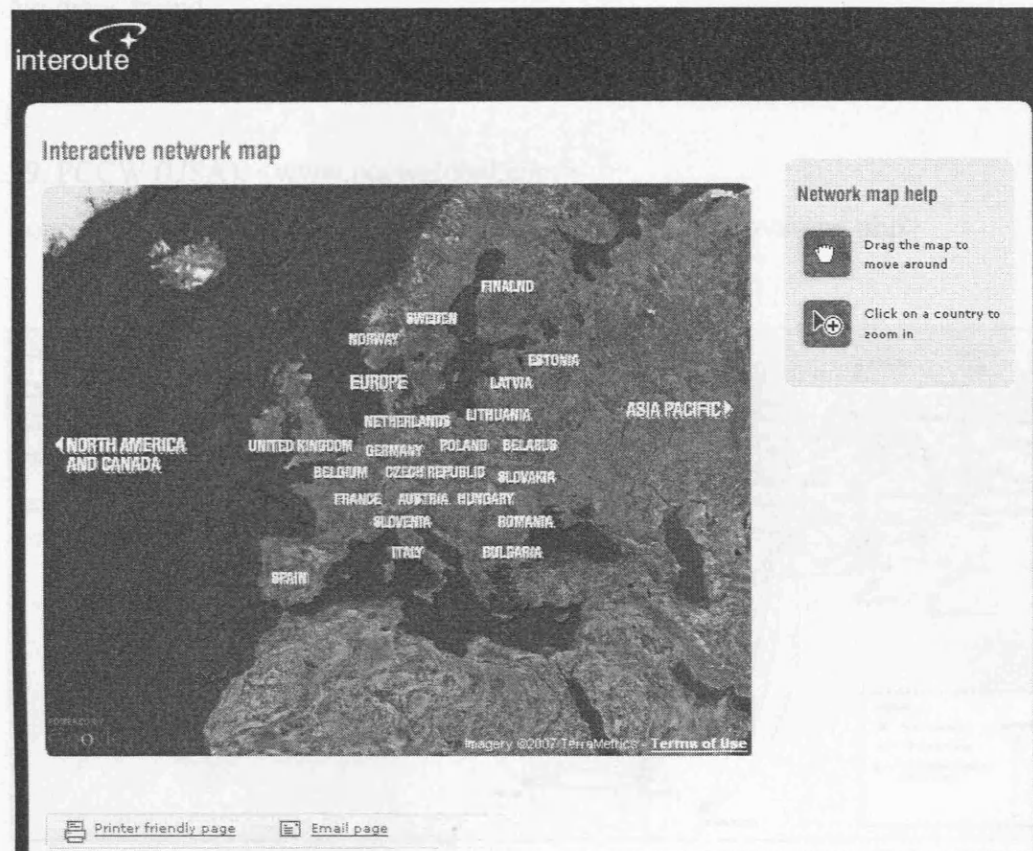 interoute
Interactive network map
Network map help
Drag the map to
move around
Click on a country to
zoom in
FINALND
SWEDEN
NORWAY
ESTONIA
EUROPE
LATVIA
NETHERLANDS
LITHUANIA
ASIA PACIFIC
NORTH AMERICA
AND CANADA
UNITED KINGDOM
GERMANY
POLAND
BELARUS
BELGIUM
CZECH REPUBLIC
SLOVAKIA
FRANCE
AUSTRIA
HUNGARY
SLOVENIA
ROMANIA
ITALY
BULGARIA
SPAIN
Imagery ©2007 TerraMetrics - Terms of Use
Printer friendly page
Email page